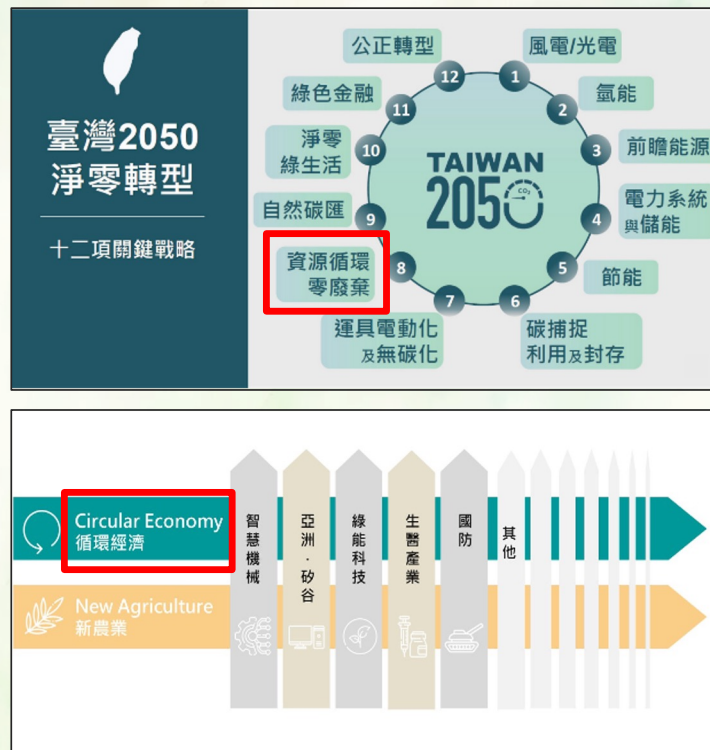 臺灣2050
淨零轉型
十二項關鍵戰略
TAIWAN
2050
CO₂
1
風電/光電
2
氫能
3
前瞻能源
4
電力系統
與儲能
5
節能
6
碳捕捉
利用及封存
7
運具電動化
及無碳化
8
資源循環
零廢棄
9
自然碳匯
10
淨零
綠生活
11
綠色金融
12
公正轉型
Circular Economy
循環經濟
New Agriculture
新農業
智慧機械
亞洲．矽谷
綠能科技
生醫產業
國防
其他